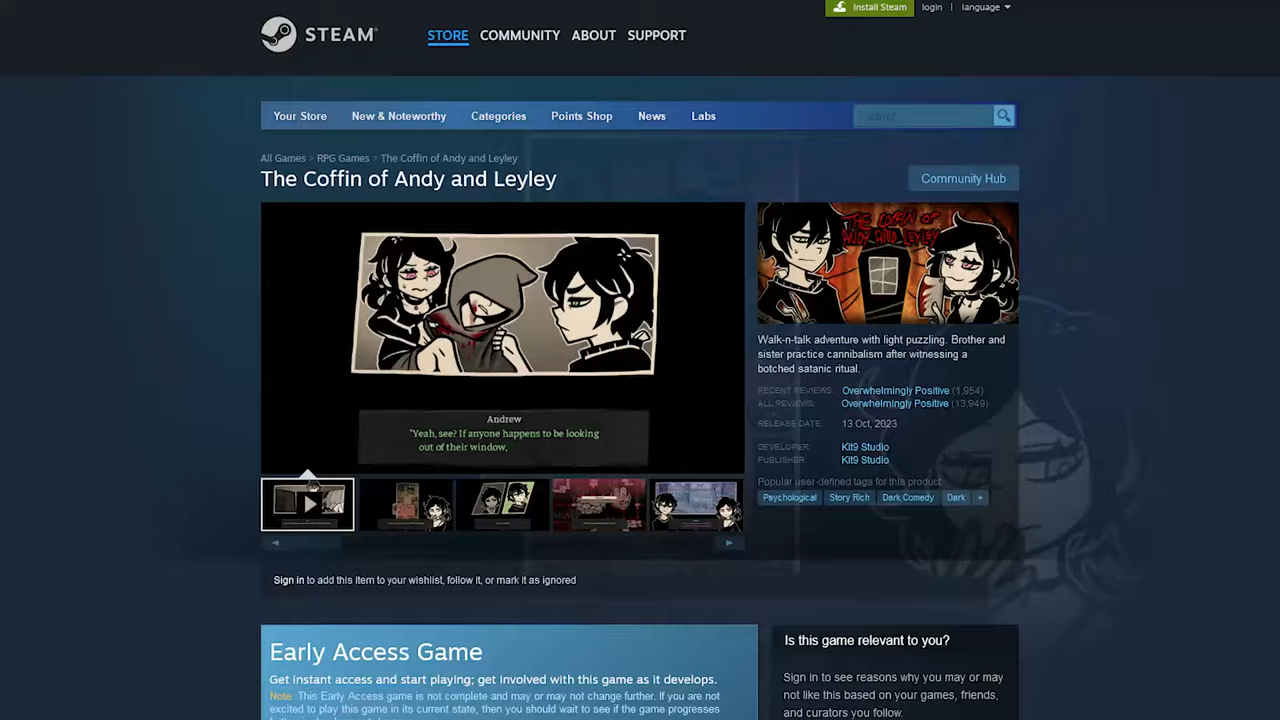 Install Steam
login
language
STEAM
STORE
COMMUNITY
ABOUT
SUPPORT
Your Store
New & Noteworthy
Categories
Points Shop
News
Labs
search
All Games > RPG Games > The Coffin of Andy and Leyley
The Coffin of Andy and Leyley
Community Hub
Andrew
"Yeah, see? If anyone happens to be looking
out of their window,
THE COFFIN OF
ANDY AND LEYLEY
Walk-n-talk adventure with light puzzling. Brother and
sister practice cannibalism after witnessing a
botched satanic ritual.
RECENT REVIEWS: Overwhelmingly Positive (1,954)
ALL REVIEWS: Overwhelmingly Positive (13,949)
RELEASE DATE: 13 Oct, 2023
DEVELOPER: Kit9 Studio
PUBLISHER: Kit9 Studio
Popular user-defined tags for this product:
Psychological
Story Rich
Dark Comedy
Dark
+
Sign in to add this item to your wishlist, follow it, or mark it as ignored
Early Access Game
Get instant access and start playing; get involved with this game as it develops.
Note: This Early Access game is not complete and may or may not change further. If you are
not excited to play this game in its current state, then you should wait to see if the game progresses
Is this game relevant to you?
Sign in to see reasons why you may or may
not like this based on your games, friends,
and curators you follow.